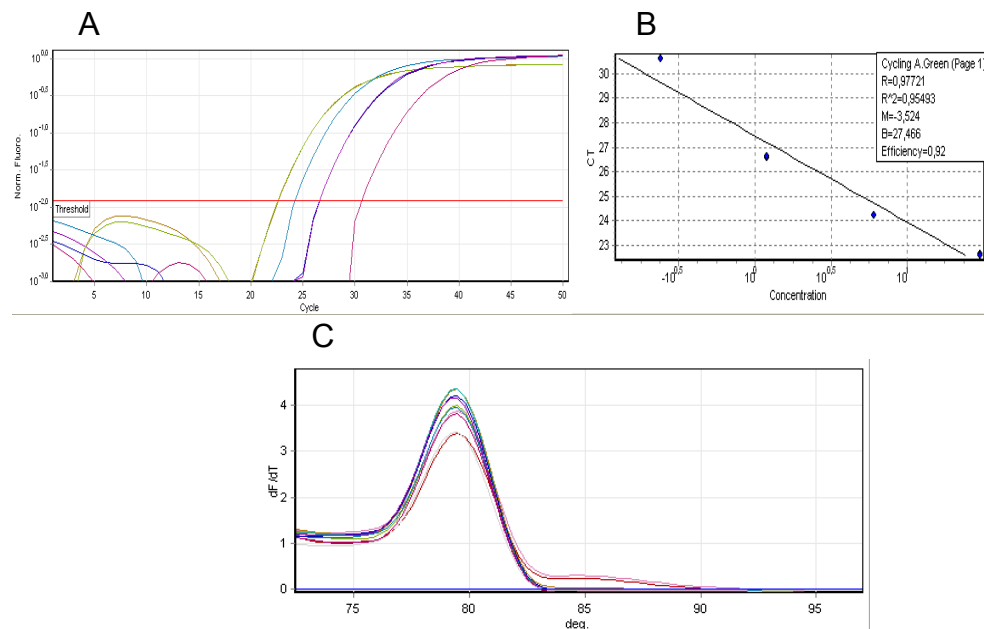 A
Norm. Fluoro.
10^0,0
10^-0,5
10^-1,0
10^-1,5
10^-2,0
Threshold
10^-2,5
10^-3,0
5 10 15 20 25 30 35 40 45 50
Cycle
B
CT
30
29
28
27
26
25
24
23
Cycling A.Green (Page 1)
R=0,97721
R^2=0,95493
M=-3,524
B=27,466
Efficiency=0,92
-10^0,5 10^0 10^0,5 10^1
Concentration
C
dF/dT
4
3
2
1
0
75 80 85 90 95
deg.